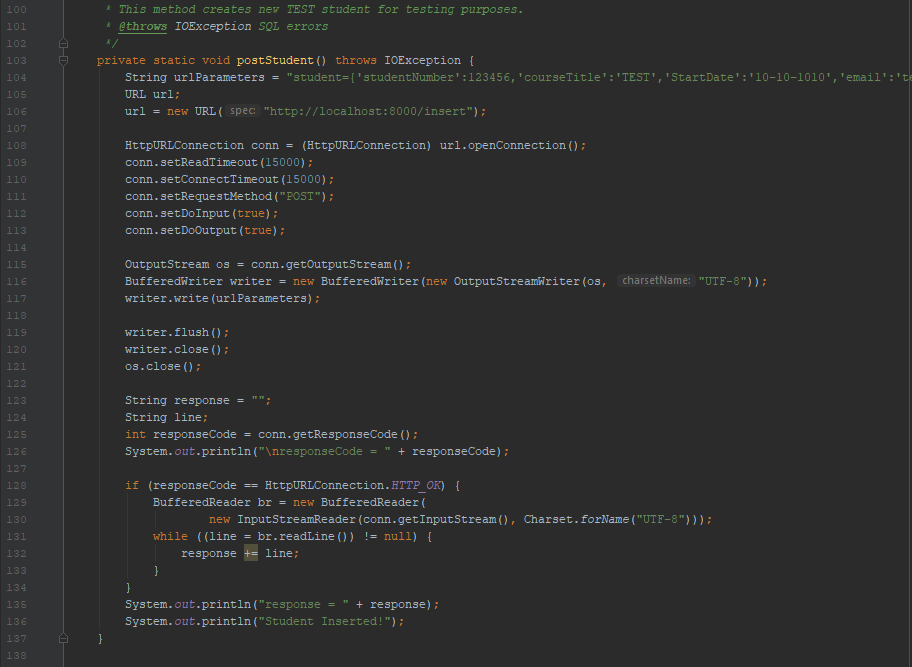 100 * This method creates new TEST student for testing purposes.
101 * @throws IOException SQL errors
102 */
103 private static void postStudent() throws IOException {
104 String urlParameters = "student={'studentNumber':123456,'courseTitle':'TEST','StartDate':'10-10-1010','email':'te
105 URL url;
106 url = new URL( spec: "http://localhost:8000/insert");
107
108 HttpURLConnection conn = (HttpURLConnection) url.openConnection();
109 conn.setReadTimeout(15000);
110 conn.setConnectTimeout(15000);
111 conn.setRequestMethod("POST");
112 conn.setDoInput(true);
113 conn.setDoOutput(true);
114
115 OutputStream os = conn.getOutputStream();
116 BufferedWriter writer = new BufferedWriter(new OutputStreamWriter(os, charsetName: "UTF-8"));
117 writer.write(urlParameters);
118
119 writer.flush();
120 writer.close();
121 os.close();
122
123 String response = "";
124 String line;
125 int responseCode = conn.getResponseCode();
126 System.out.println("\nresponseCode = " + responseCode);
127
128 if (responseCode == HttpURLConnection.HTTP_OK) {
129 BufferedReader br = new BufferedReader(
130 new InputStreamReader(conn.getInputStream(), Charset.forName("UTF-8")));
131 while ((line = br.readLine()) != null) {
132 response += line;
133 }
134 }
135 System.out.println("response = " + response);
136 System.out.println("Student Inserted!");
137 }
138